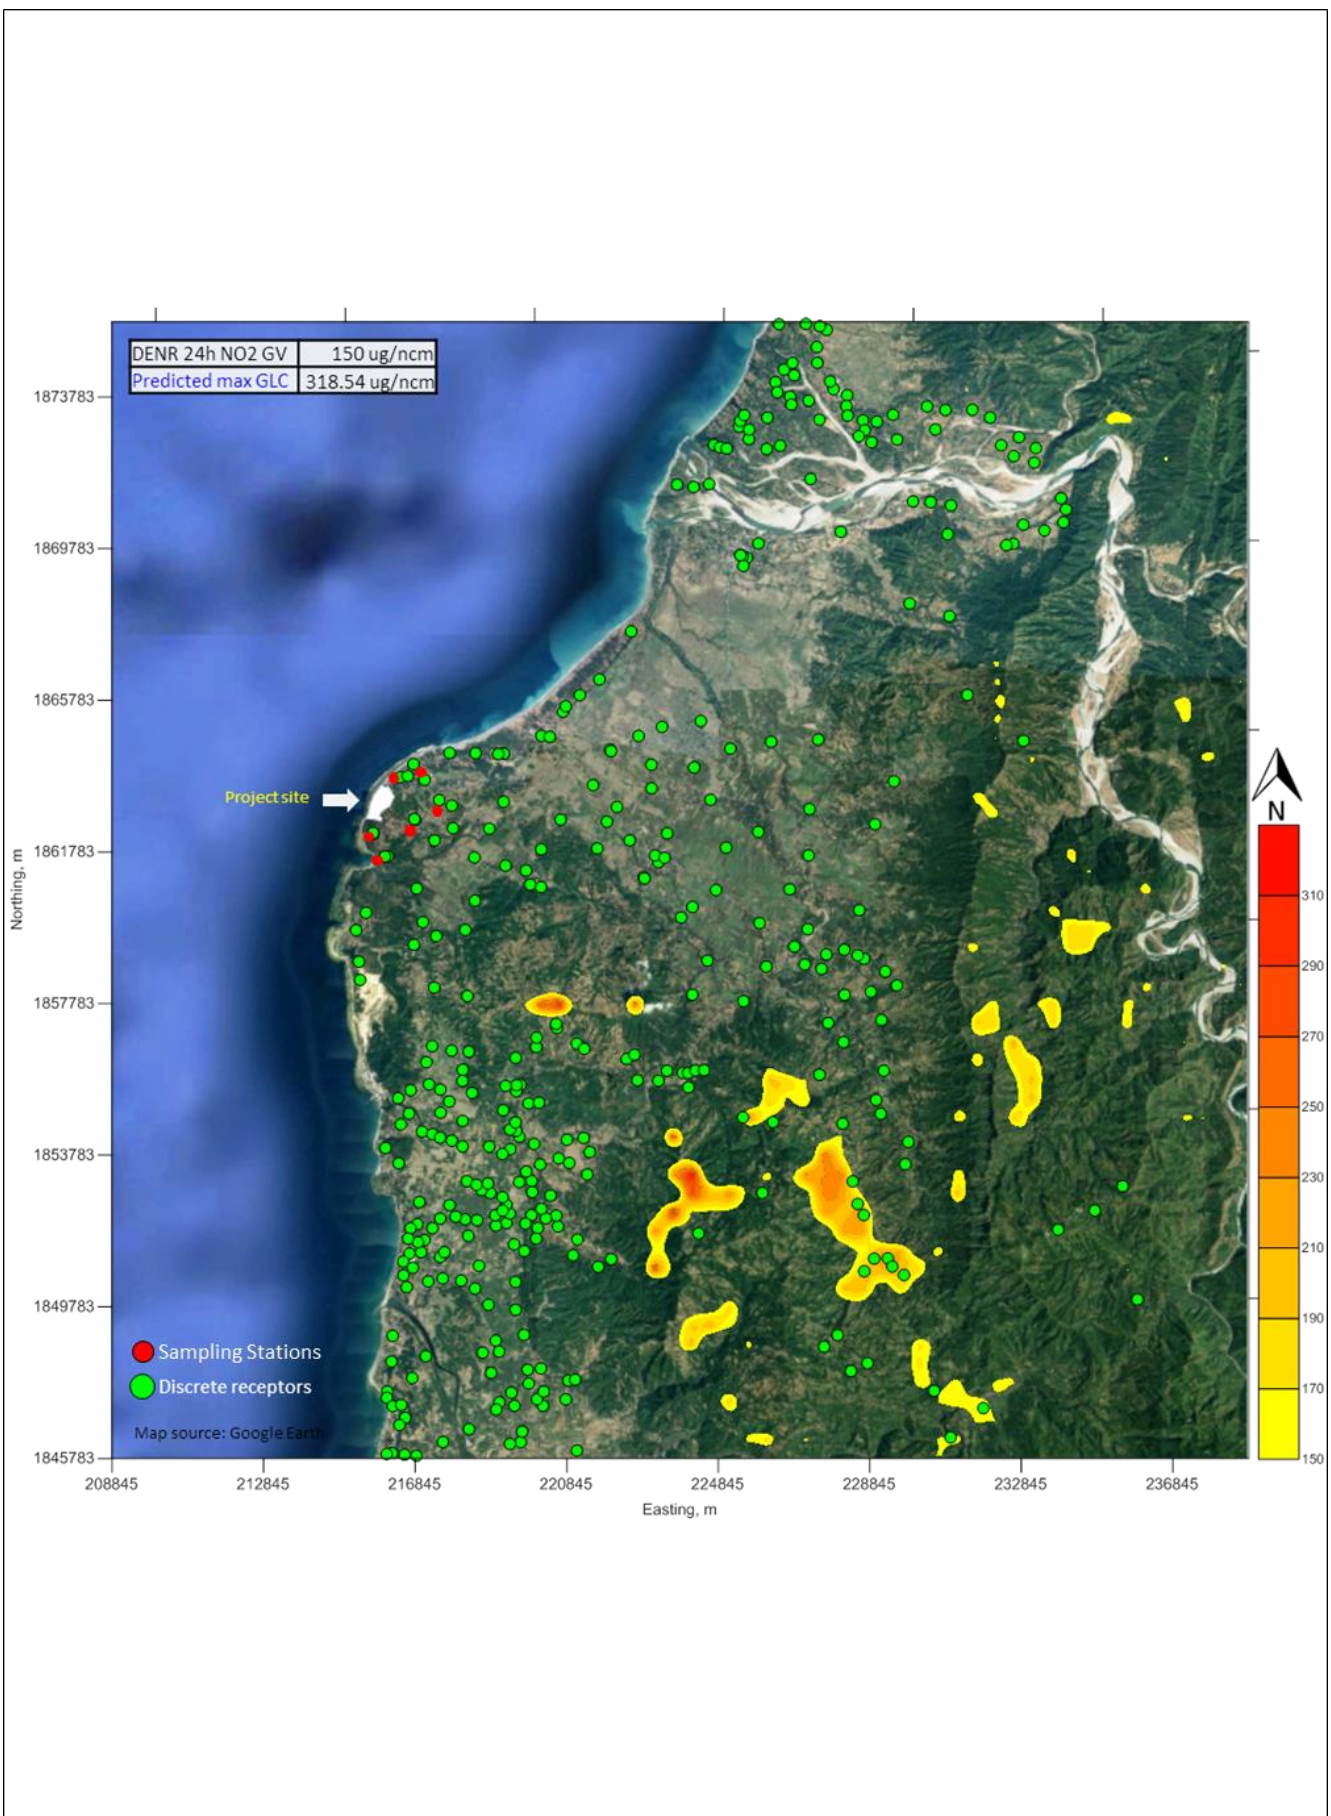 DENR 24h NO2 GV 150 ug/ncm
Predicted max GLC 318.54 ug/ncm
1873783
1869783
1865783
Project site
N
1861783
310
Northing, m
290
1857783
270
250
1853783
230
210
1849783
190
Sampling Stations
170
Discrete receptors
Map source: Google Earth
1845783
150
208845 212845 216845 220845 224845 228845 232845 236845
Easting, m